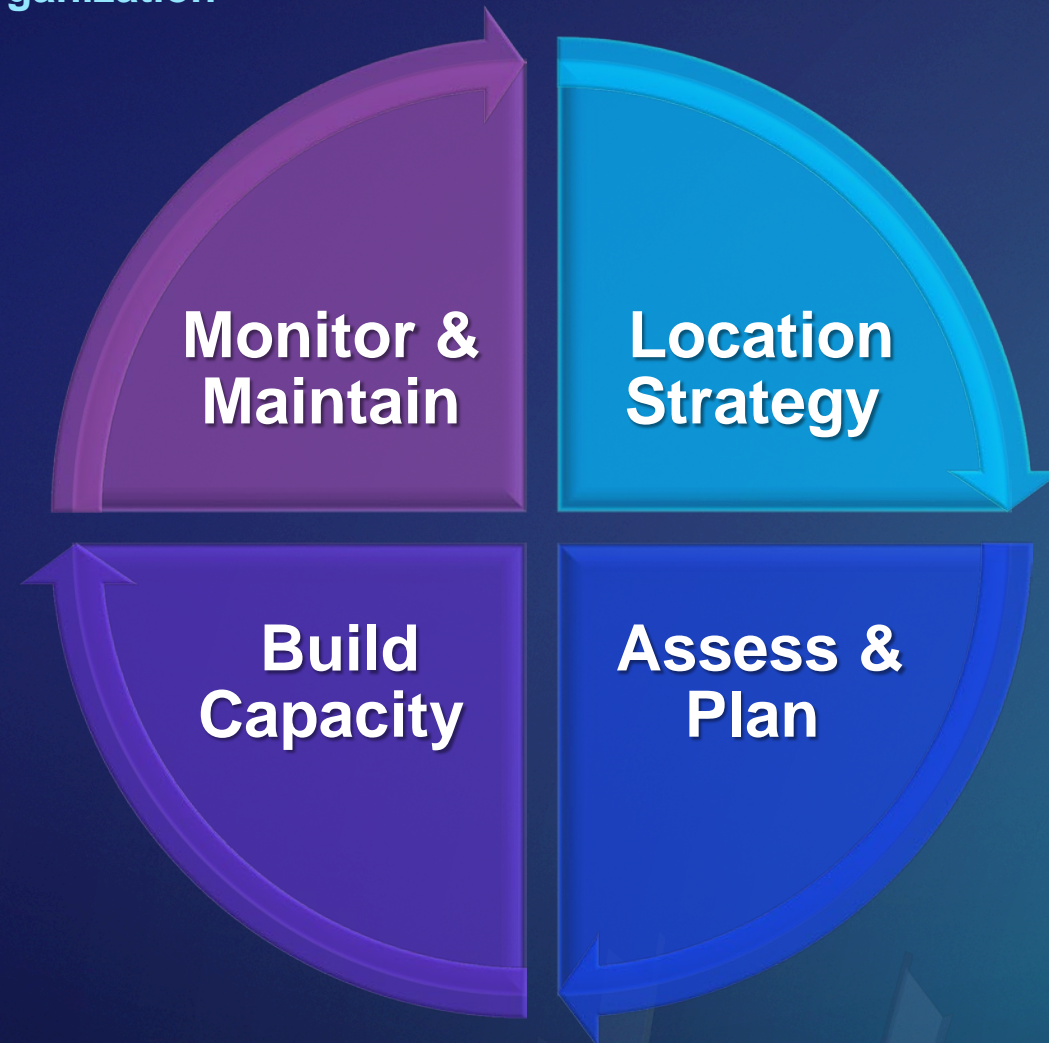 Monitor &
Maintain
Location
Strategy
Build
Capacity
Assess &
Plan